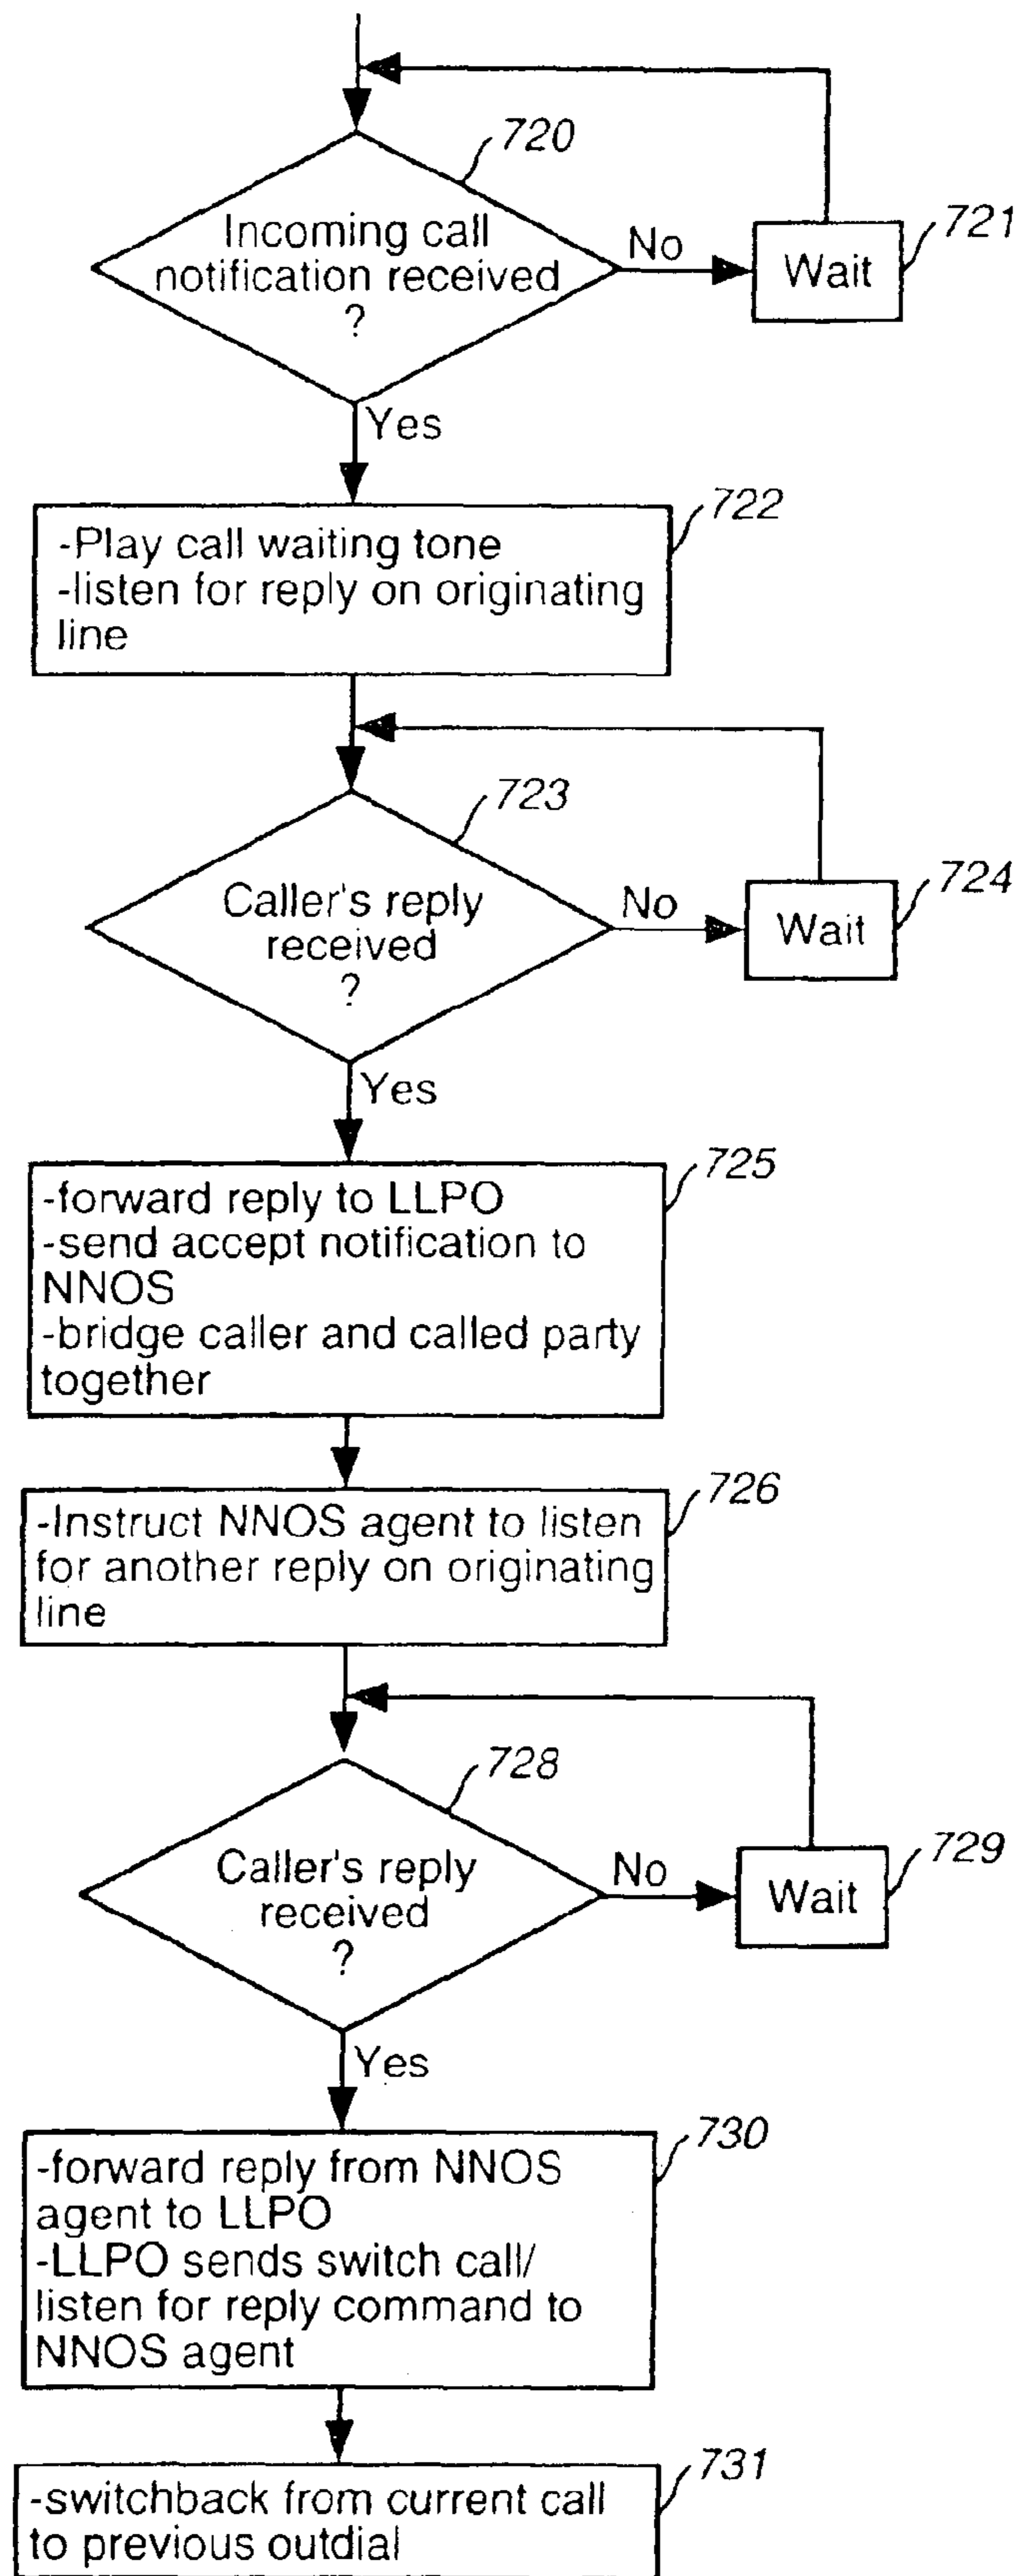 720
Incoming call
notification received
?
No
Wait
721
Yes
722
-Play call waiting tone
-listen for reply on originating
line
723
Caller's reply
received
?
No
Wait
724
Yes
725
-forward reply to LLPO
-send accept notification to
NNOS
-bridge caller and called party
together
726
-Instruct NNOS agent to listen
for another reply on originating
line
728
Caller's reply
received
?
No
Wait
729
Yes
730
-forward reply from NNOS
agent to LLPO
-LLPO sends switch call/
listen for reply command to
NNOS agent
731
-switchback from current call
to previous outdial